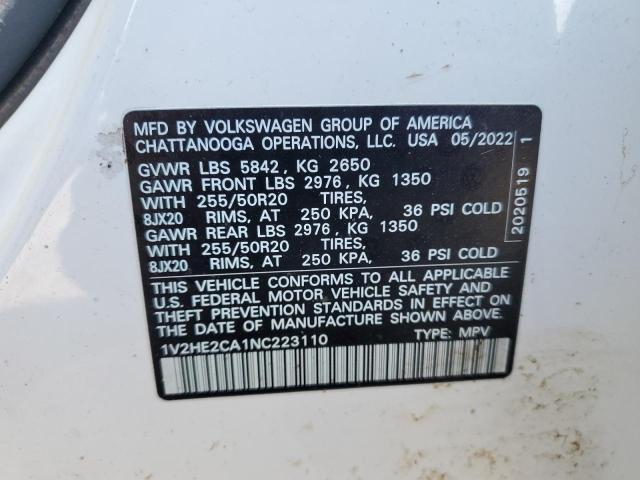 MFD BY VOLKSWAGEN GROUP OF AMERICA
CHATTANOOGA OPERATIONS, LLC. USA 05/2022
GVWR LBS 5842, KG 2650
GAWR FRONT LBS 2976, KG 1350
WITH 255/50R20 TIRES,
8JX20 RIMS, AT 250 KPA, 36 PSI COLD
GAWR REAR LBS 2976, KG 1350
WITH 255/50R20 TIRES,
8JX20 RIMS, AT 250 KPA, 36 PSI COLD
THIS VEHICLE CONFORMS TO ALL APPLICABLE
U.S. FEDERAL MOTOR VEHICLE SAFETY AND
THEFT PREVENTION STANDARDS IN EFFECT ON
THE DATE OF MANUFACTURE SHOWN ABOVE.
1V2HE2CA1NC223110 TYPE: MPV
2020519 1